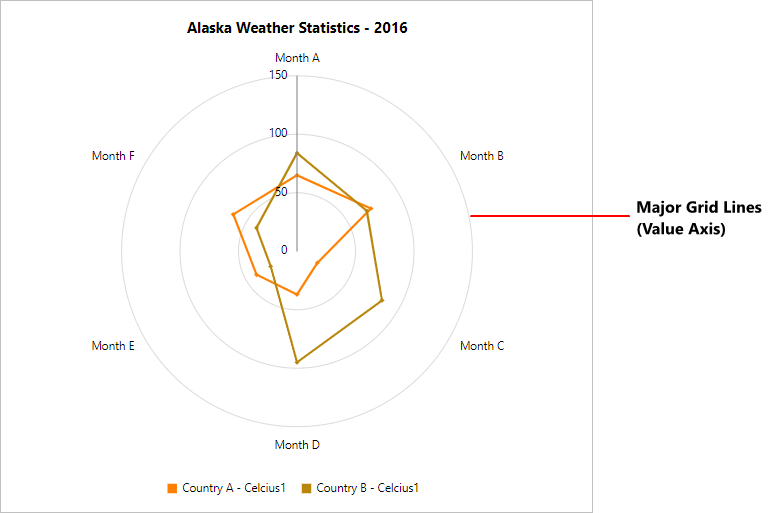 Alaska Weather Statistics - 2016
Month A
150
100
Month F
Month B
50
Major Grid Lines
(Value Axis)
0
Month E
Month C
Month D
Country A - Celcius1
Country B - Celcius1